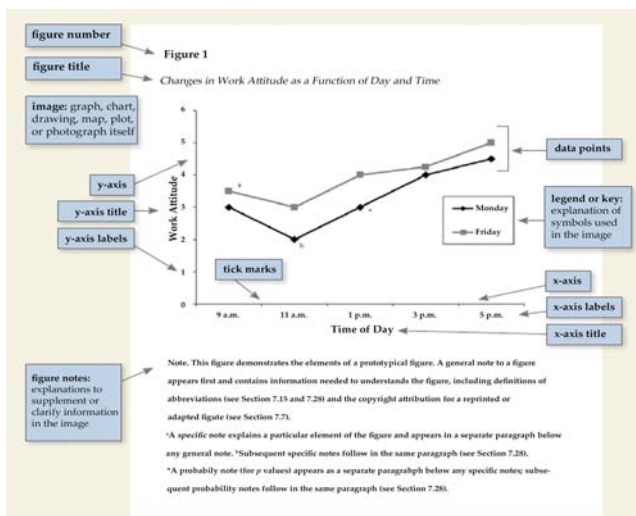 figure number
Figure 1
figure title
Changes in Work Attitude as a Function of Day and Time
image: graph, chart,
drawing, map, plot,
or photograph itself
6
5
4
3
2
1
0
data points
y-axis
y-axis title
y-axis labels
Work Attitude
a
b
*
Monday
Friday
legend or key:
explanation of
symbols used
in the image
tick marks
x-axis
x-axis labels
x-axis title
9 a.m.
11 a.m.
1 p.m.
3 p.m.
5 p.m.
Time of Day
figure notes:
explanations to
supplement or
clarify information
in the image
Note. This figure demonstrates the elements of a prototypical figure. A general note to a figure
appears first and contains information needed to understands the figure, including definitions of
abbreviations (see Section 7.15 and 7.28) and the copyright attribution for a reprinted or
adapted figute (see Section 7.7).
ᵃA specific note explains a particular element of the figure and appears in a separate paragraph below
any general note. ᵇSubsequent specific notes follow in the same paragraph (see Section 7.28).
*A probabily note (for p values) appears as a separate paragrahph below any specific notes; subse-
quent probability notes follow in the same paragraph (see Section 7.28).